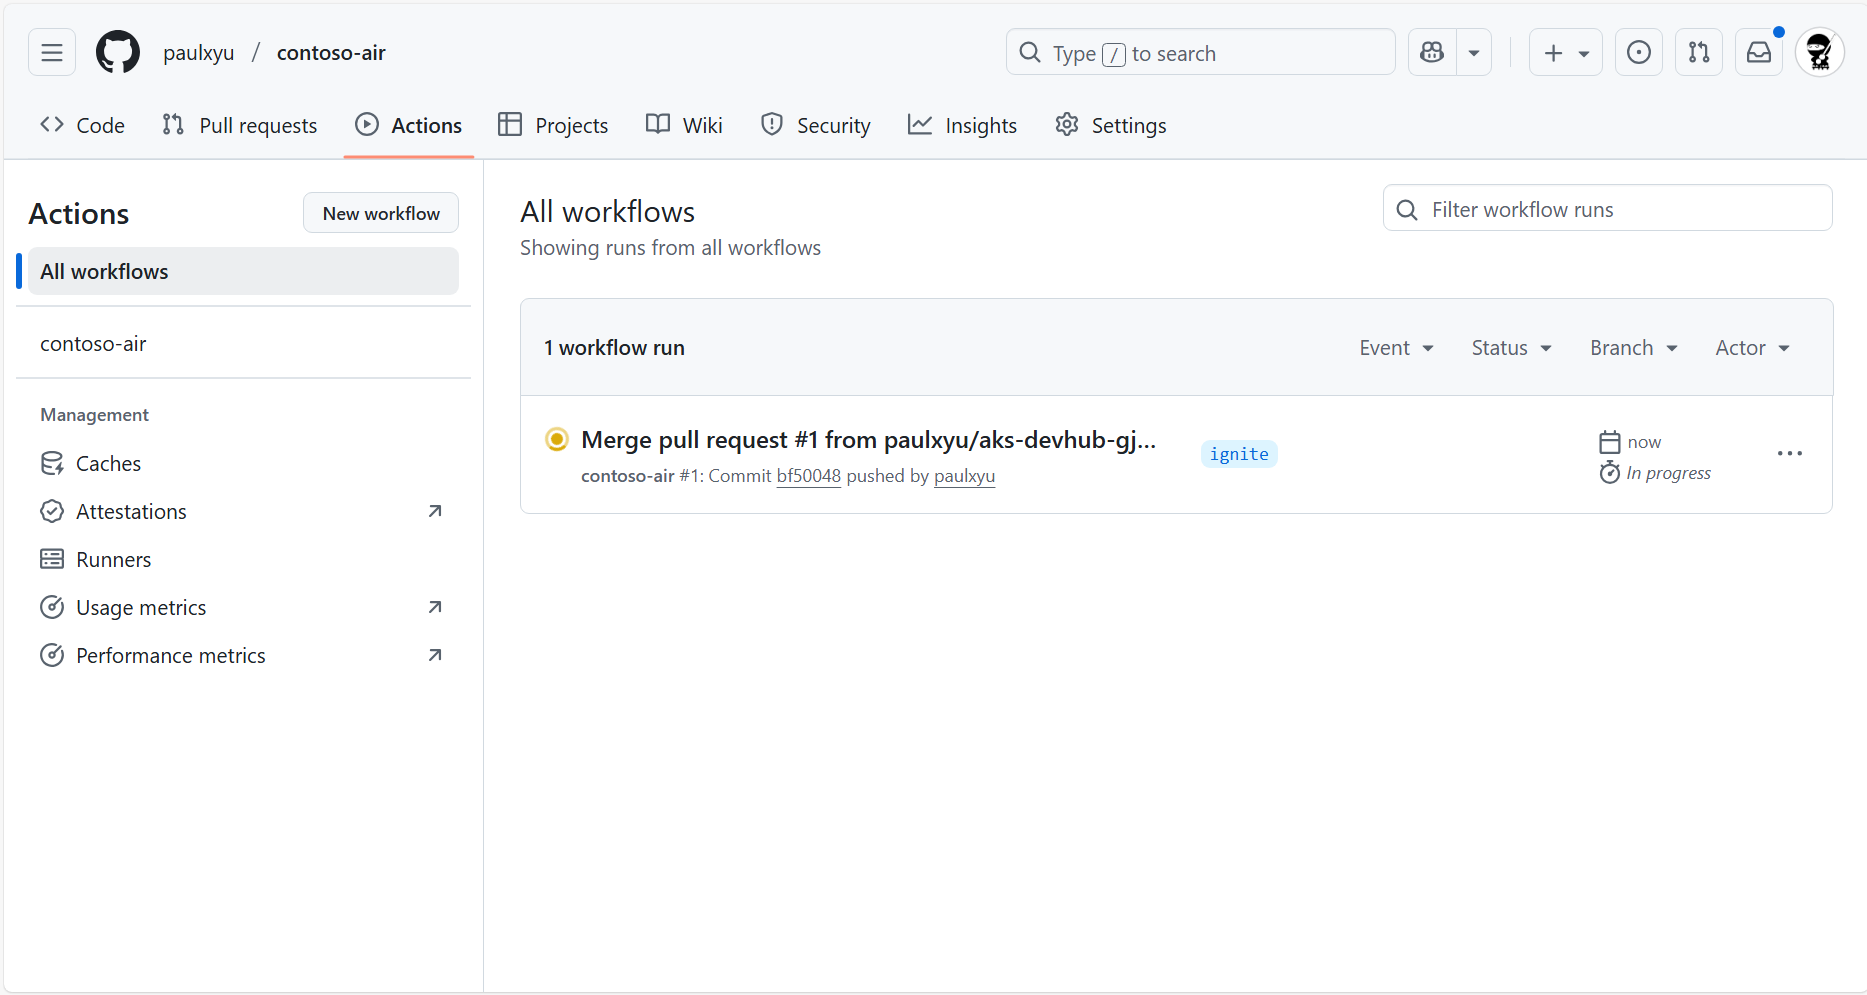 paulxyu / contoso-air
Type / to search
Code
Pull requests
Actions
Projects
Wiki
Security
Insights
Settings
Actions
New workflow
All workflows
contoso-air
Management
Caches
Attestations
Runners
Usage metrics
Performance metrics
All workflows
Showing runs from all workflows
Filter workflow runs
1 workflow run
Event
Status
Branch
Actor
Merge pull request #1 from paulxyu/aks-devhub-gj...
contoso-air #1: Commit bf50048 pushed by paulxyu
ignite
now
In progress